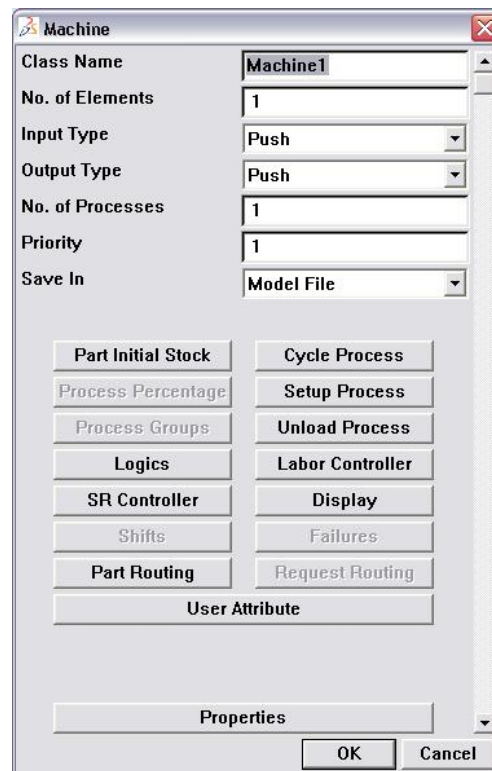 Machine
Class Name Machine1
No. of Elements 1
Input Type Push
Output Type Push
No. of Processes 1
Priority 1
Save In Model File
Part Initial Stock Cycle Process
Process Percentage Setup Process
Process Groups Unload Process
Logics Labor Controller
SR Controller Display
Shifts Failures
Part Routing Request Routing
User Attribute
Properties
OK Cancel